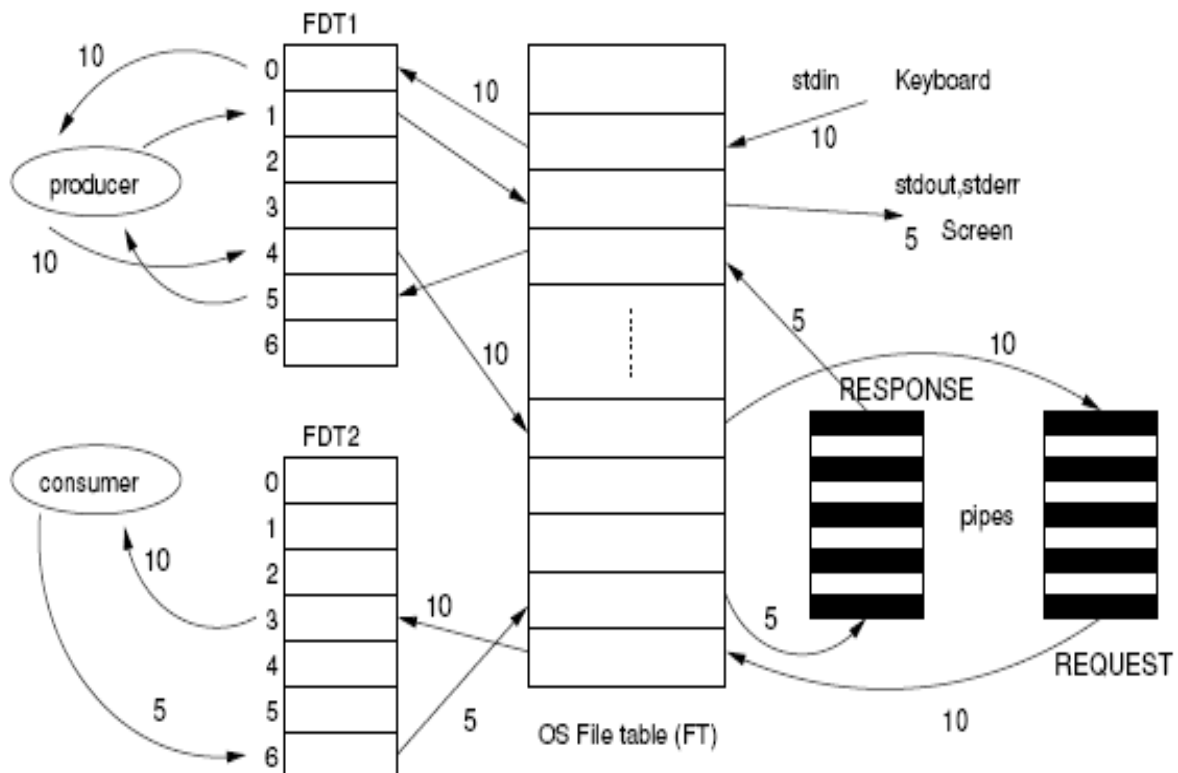 FDT1
10
0
1
2
3
4
5
6
producer
10
10
10
stdin
Keyboard
10
stdout,stderr
5
Screen
5
10
RESPONSE
pipes
REQUEST
5
10
FDT2
0
1
2
3
4
5
6
consumer
10
10
5
5
OS File table (FT)